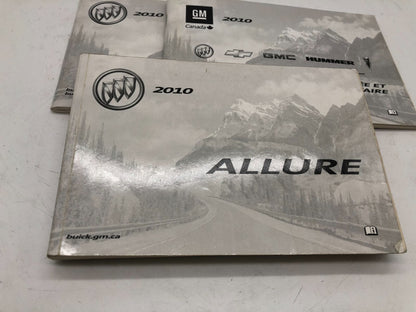 2010
GM
Canada
2010
GMC
HUMMER
E ET
AIRE
2010
ALLURE
buick.gm.ca